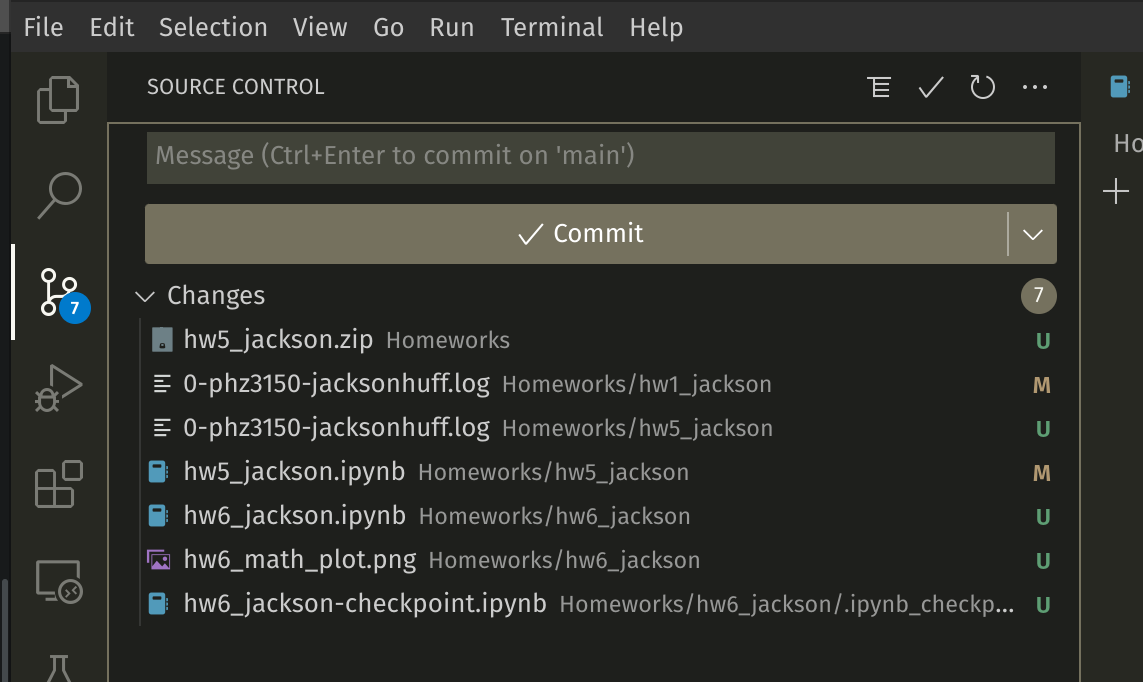 File Edit Selection View Go Run Terminal Help
SOURCE CONTROL
Ho
Message (Ctrl+Enter to commit on 'main')
Commit
7
Changes 7
hw5_jackson.zip Homeworks U
0-phz3150-jacksonhuff.log Homeworks/hw1_jackson M
0-phz3150-jacksonhuff.log Homeworks/hw5_jackson U
hw5_jackson.ipynb Homeworks/hw5_jackson M
hw6_jackson.ipynb Homeworks/hw6_jackson U
hw6_math_plot.png Homeworks/hw6_jackson U
hw6_jackson-checkpoint.ipynb Homeworks/hw6_jackson/.ipynb_checkp... U